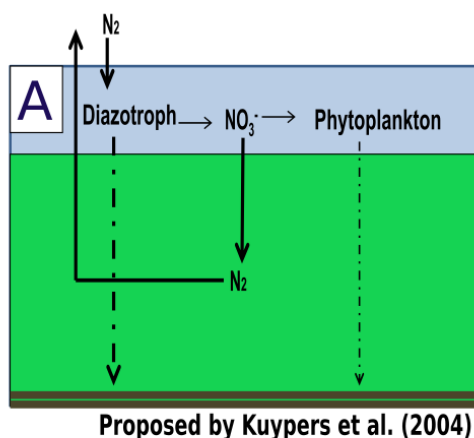 N₂
A
Diazotroph → NO₃⁻ → Phytoplankton
N₂
Proposed by Kuypers et al. (2004)